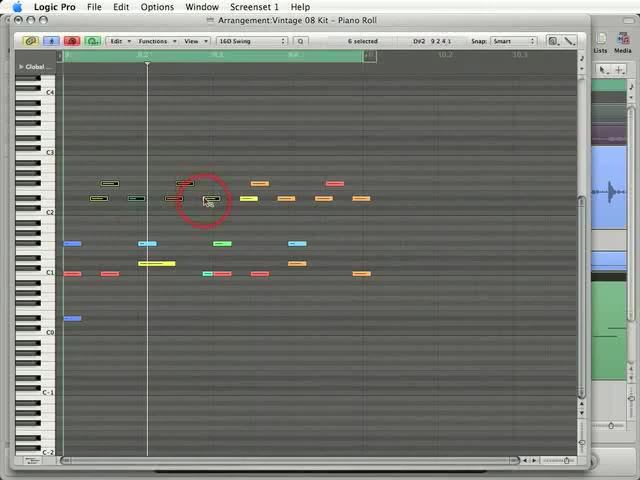 Logic Pro File Edit Options Window Screenset 1 Help
Arrangement:Vintage 08 Kit - Piano Roll
Edit Functions View 16D Swing Q 6 selected D#2 9 2 4 1 Snap: Smart
Lists Media
Global ...
C4
C3
C2
C1
C0
C-1
C-2